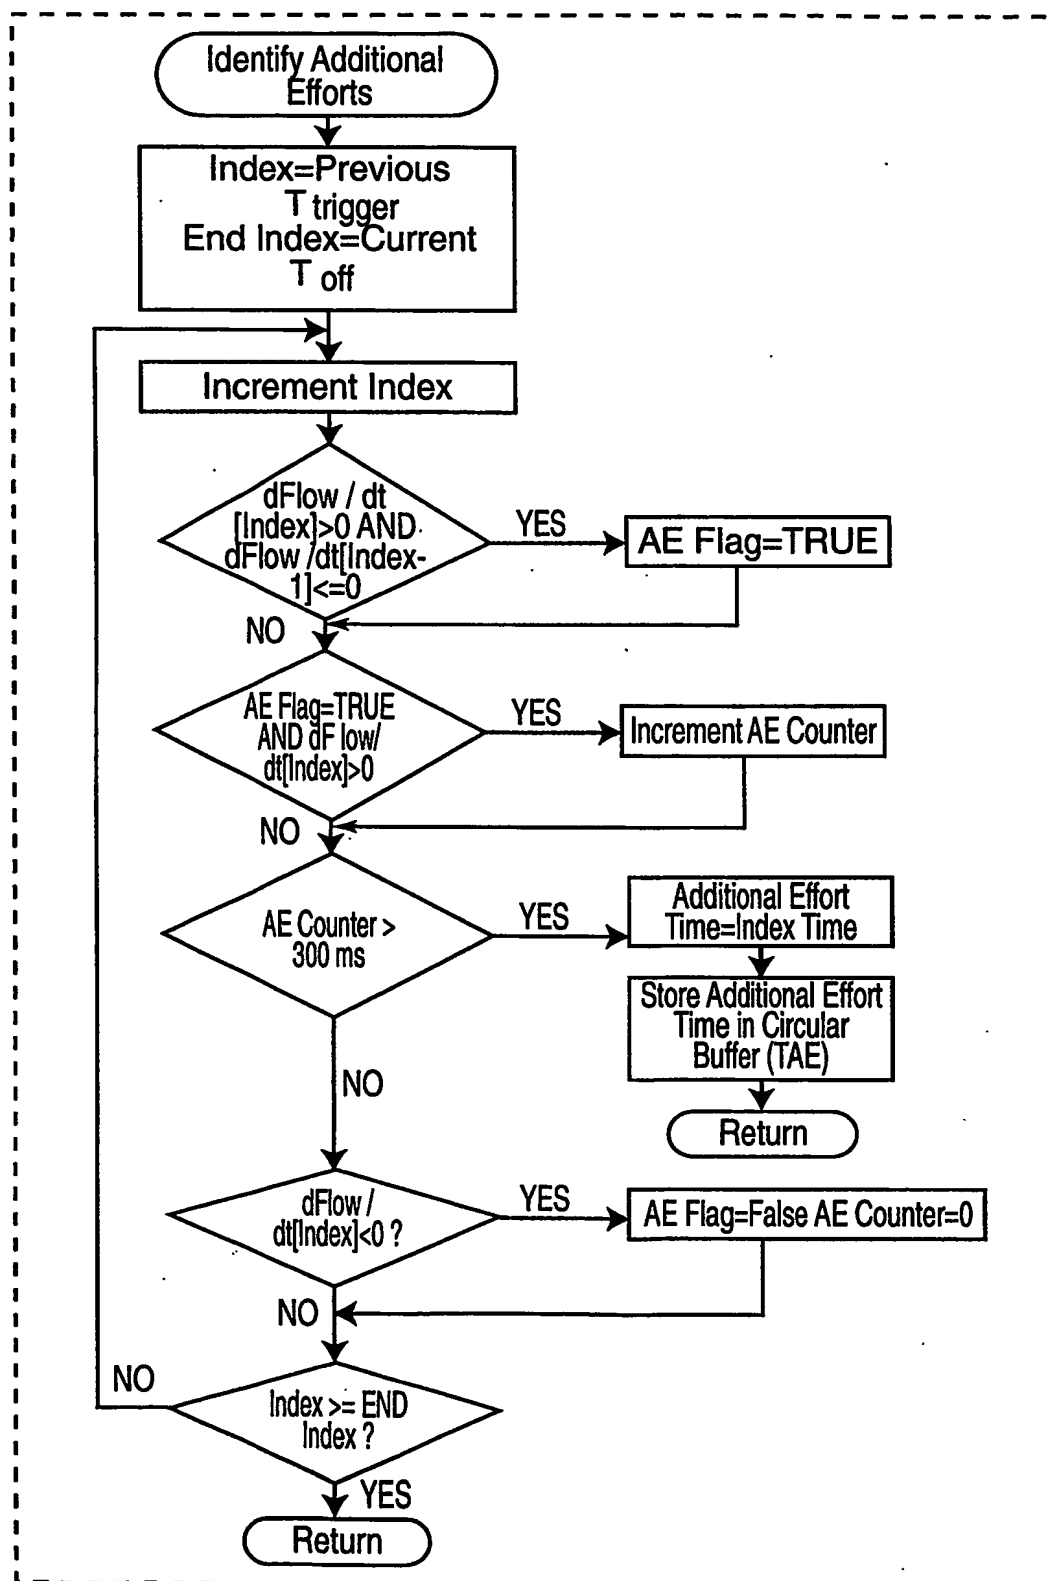 Identify Additional
Efforts
Index=Previous
T trigger
End Index=Current
T off
Increment Index
dFlow / dt
[Index]>0 AND
dFlow /dt[Index-
1]<=0
YES
AE Flag=TRUE
NO
AE Flag=TRUE
AND dF low/
dt[Index]>0
YES
Increment AE Counter
NO
AE Counter >
300 ms
YES
Additional Effort
Time=Index Time
Store Additional Effort
Time in Circular
Buffer (TAE)
Return
NO
dFlow /
dt[Index]<0 ?
YES
AE Flag=False AE Counter=0
NO
Index >= END
Index ?
NO
YES
Return